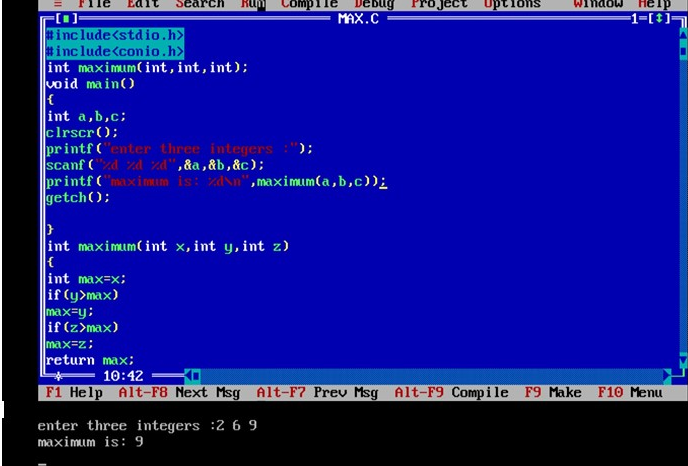 ≡ File Edit Search Run Compile Debug Project Options Window Help
MAX.C 1=[↕]
#include<stdio.h>
#include<conio.h>
int maximum(int,int,int);
void main()
{
int a,b,c;
clrscr();
printf("enter three integers :");
scanf("%d %d %d",&a,&b,&c);
printf("maximum is: %d\n",maximum(a,b,c));
getch();
}
int maximum(int x,int y,int z)
{
int max=x;
if(y>max)
max=y;
if(z>max)
max=z;
return max;
* 10:42
F1 Help Alt-F8 Next Msg Alt-F7 Prev Msg Alt-F9 Compile F9 Make F10 Menu
enter three integers :2 6 9
maximum is: 9